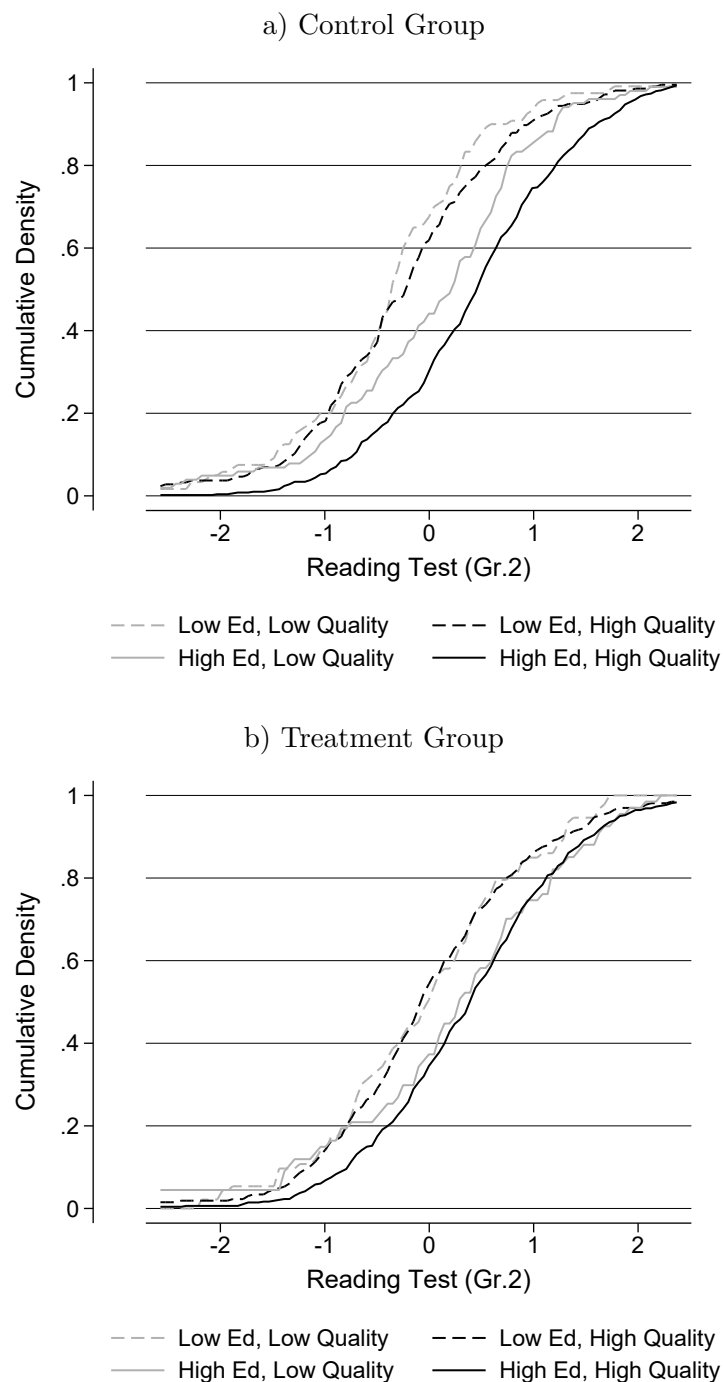 a) Control Group
1
.8
.6
.4
.2
0
Cumulative Density
-2 -1 0 1 2
Reading Test (Gr.2)
Low Ed, Low Quality Low Ed, High Quality
High Ed, Low Quality High Ed, High Quality
b) Treatment Group
1
.8
.6
.4
.2
0
Cumulative Density
-2 -1 0 1 2
Reading Test (Gr.2)
Low Ed, Low Quality Low Ed, High Quality
High Ed, Low Quality High Ed, High Quality